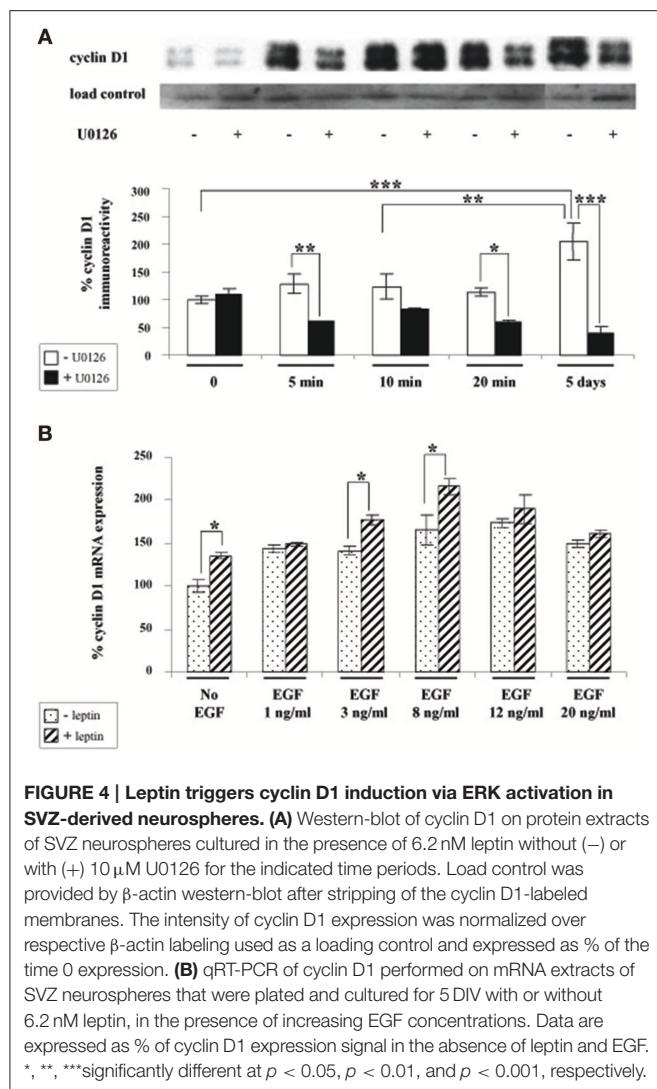 A
cyclin D1
load control
U0126 - + - + - + - + - +
% cyclin D1
immunoreactivity
300
250
200
150
100
50
0
***
**
***
**
*
- U0126
+ U0126
0 5 min 10 min 20 min 5 days
B
% cyclin D1 mRNA expression
250
200
150
100
50
0
*
*
*
No EGF EGF EGF EGF EGF
EGF 1 ng/ml 3 ng/ml 8 ng/ml 12 ng/ml 20 ng/ml
- leptin
+ leptin
FIGURE 4 | Leptin triggers cyclin D1 induction via ERK activation in
SVZ-derived neurospheres. (A) Western-blot of cyclin D1 on protein extracts
of SVZ neurospheres cultured in the presence of 6.2 nM leptin without (−) or
with (+) 10 μM U0126 for the indicated time periods. Load control was
provided by β-actin western-blot after stripping of the cyclin D1-labeled
membranes. The intensity of cyclin D1 expression was normalized over
respective β-actin labeling used as a loading control and expressed as % of the
time 0 expression. (B) qRT-PCR of cyclin D1 performed on mRNA extracts of
SVZ neurospheres that were plated and cultured for 5 DIV with or without
6.2 nM leptin, in the presence of increasing EGF concentrations. Data are
expressed as % of cyclin D1 expression signal in the absence of leptin and EGF.
*, **, ***significantly different at p < 0.05, p < 0.01, and p < 0.001, respectively.